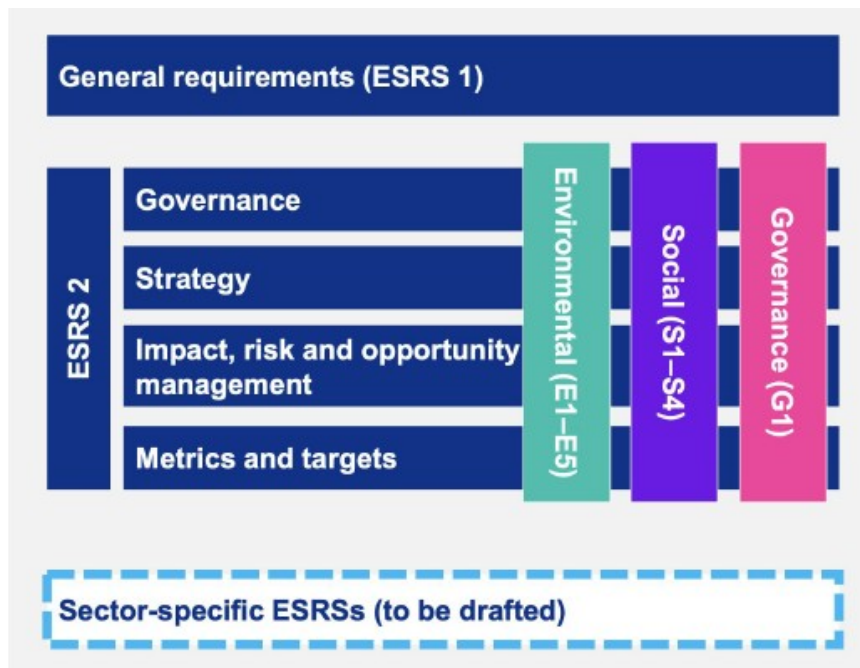 General requirements (ESRS 1)
ESRS 2
Governance
Strategy
Impact, risk and opportunity
management
Metrics and targets
Environmental (E1–E5)
Social (S1–S4)
Governance (G1)
Sector-specific ESRSs (to be drafted)